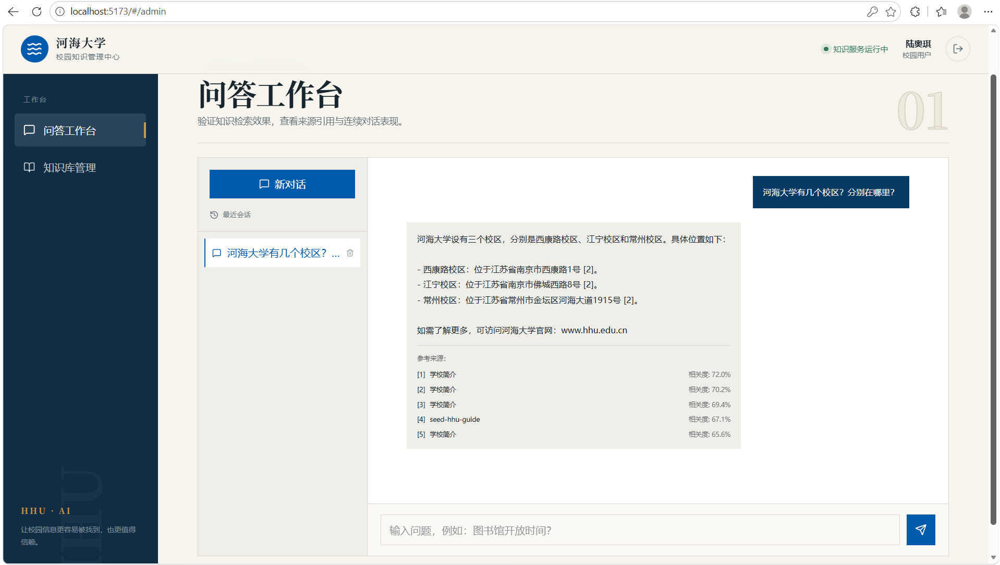 localhost:5173/#/admin
河海大学
校园知识管理中心
知识服务运行中
陆奥琪
校园用户
工作台
问答工作台
知识库管理
HHU · AI
让校园信息更容易被找到，也更值得
信赖。
HHU
问答工作台
验证知识检索效果，查看来源引用与连续对话表现。
01
新对话
最近会话
河海大学有几个校区？...
河海大学有几个校区？分别在哪里？
河海大学设有三个校区，分别是西康路校区、江宁校区和常州校区。具体位置如下：
- 西康路校区：位于江苏省南京市西康路1号 [2]。
- 江宁校区：位于江苏省南京市佛城西路8号 [2]。
- 常州校区：位于江苏省常州市金坛区河海大道1915号 [2]。
如需了解更多，可访问河海大学官网：www.hhu.edu.cn
参考来源：
[1] 学校简介 相关度: 72.0%
[2] 学校简介 相关度: 70.2%
[3] 学校简介 相关度: 69.4%
[4] seed-hhu-guide 相关度: 67.1%
[5] 学校简介 相关度: 65.6%
输入问题，例如：图书馆开放时间？